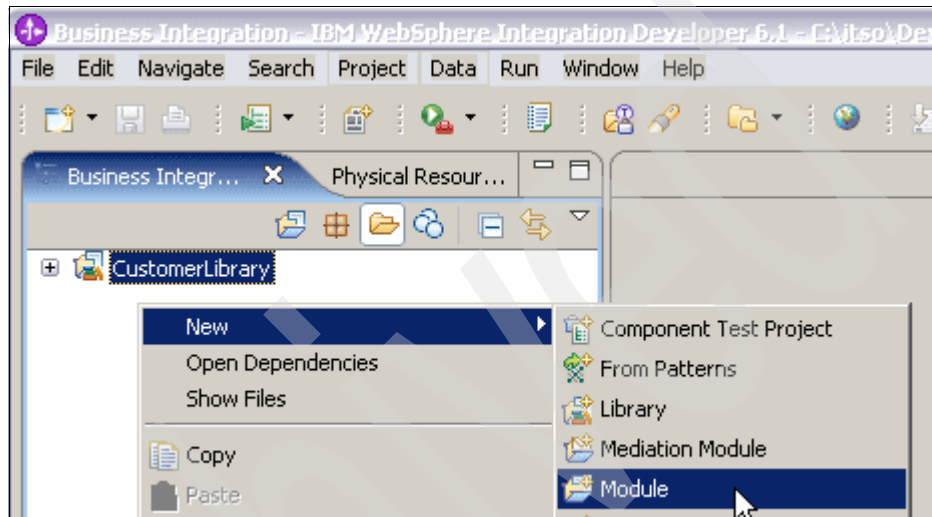 Business Integration - IBM WebSphere Integration Developer 6.1 - C:\itso\De
File Edit Navigate Search Project Data Run Window Help
Business Integr... Physical Resour...
CustomerLibrary
New
Open Dependencies
Show Files
Copy
Paste
Component Test Project
From Patterns
Library
Mediation Module
Module